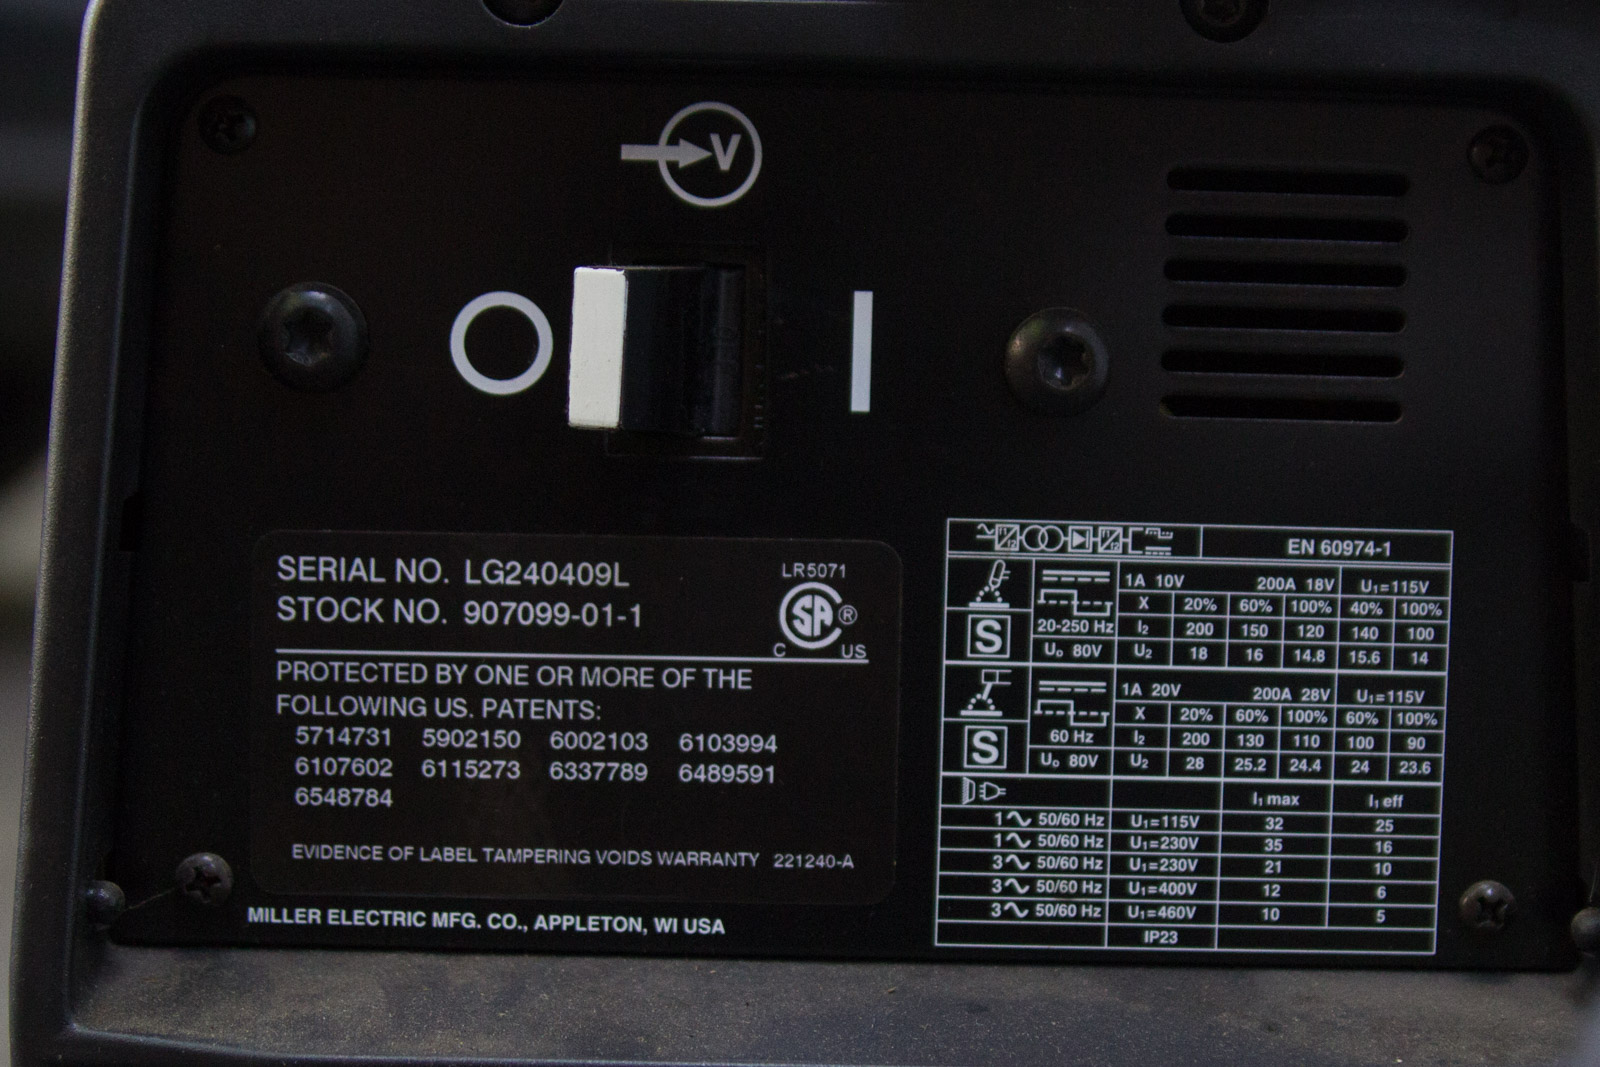 V
O I
SERIAL NO. LG240409L
STOCK NO. 907099-01-1
LR5071
SA ®
C US
PROTECTED BY ONE OR MORE OF THE
FOLLOWING US. PATENTS:
5714731 5902150 6002103 6103994
6107602 6115273 6337789 6489591
6548784
EVIDENCE OF LABEL TAMPERING VOIDS WARRANTY 221240-A
MILLER ELECTRIC MFG. CO., APPLETON, WI USA
f1 f2 f1 f2 EN 60974-1
1A 10V 200A 18V U1=115V
X 20% 60% 100% 40% 100%
20-250 Hz I2 200 150 120 140 100
S U0 80V U2 18 16 14.8 15.6 14
1A 20V 200A 28V U1=115V
X 20% 60% 100% 60% 100%
60 Hz I2 200 130 110 100 90
S U0 80V U2 28 25.2 24.4 24 23.6
I1 max I1 eff
1 50/60 Hz U1=115V 32 25
1 50/60 Hz U1=230V 35 16
3 50/60 Hz U1=230V 21 10
3 50/60 Hz U1=400V 12 6
3 50/60 Hz U1=460V 10 5
IP23